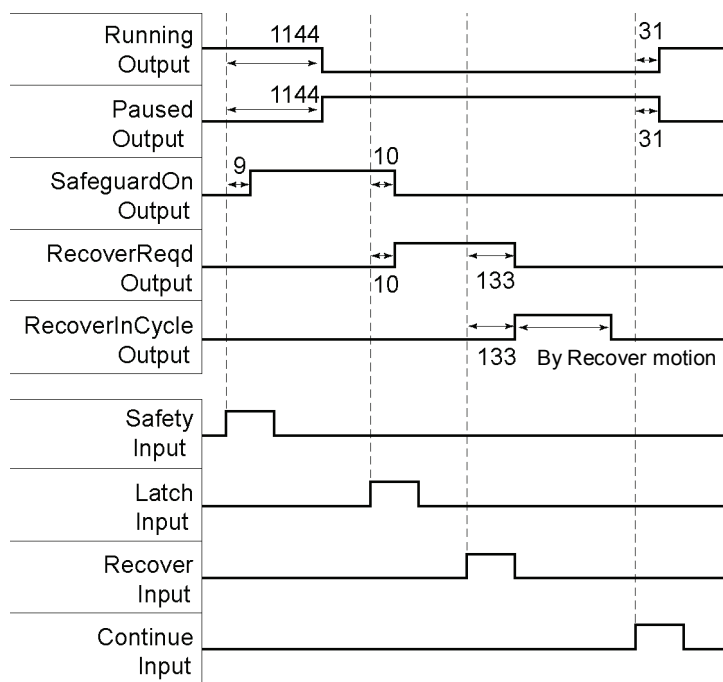 Running
Output
1144
31
Paused
Output
1144
31
SafeguardOn
Output
9
10
RecoverReqd
Output
10
133
RecoverInCycle
Output
133
By Recover motion
Safety
Input
Latch
Input
Recover
Input
Continue
Input